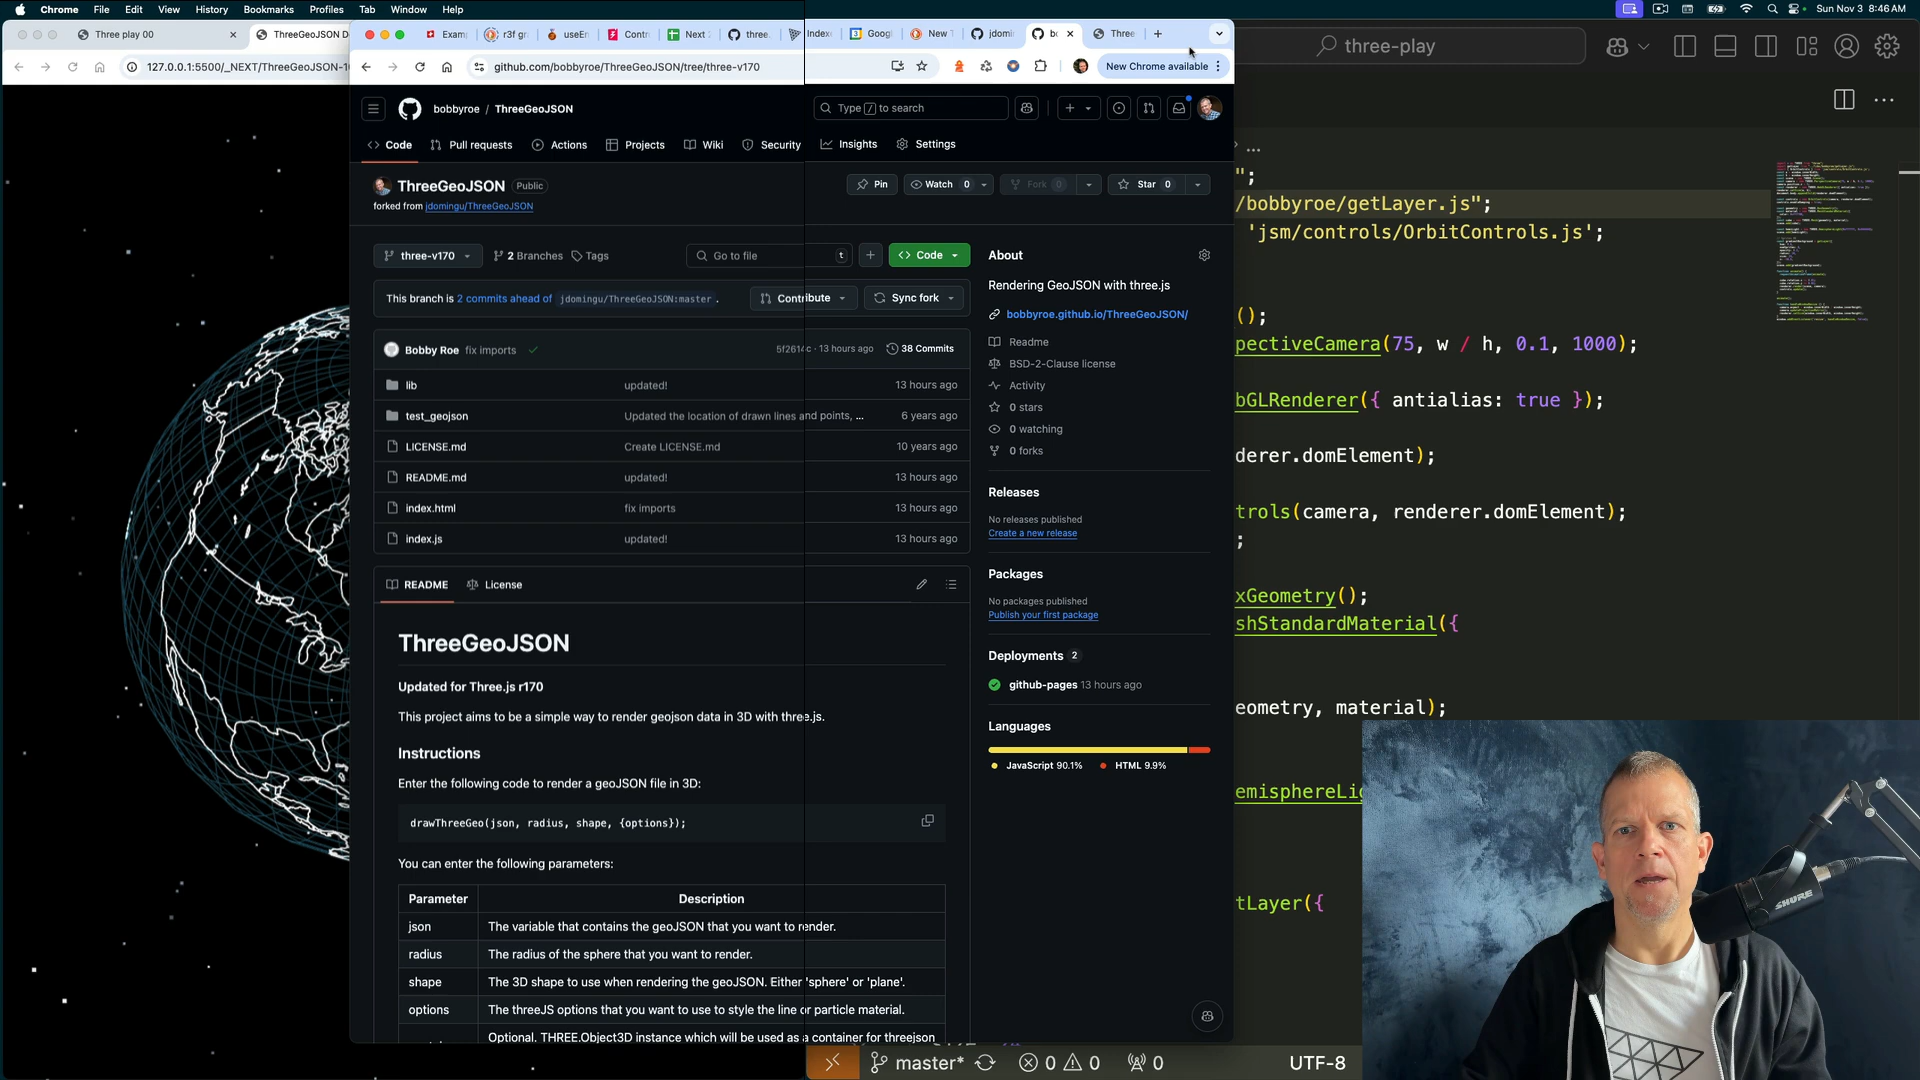 Chrome File Edit View History Bookmarks Profiles Tab Window Help
Sun Nov 3 8:46 AM
Three play 00
ThreeGeoJSON D
127.0.0.1:5500/_NEXT/ThreeGeoJSON-1
Exam
r3f gr
useEn
Contr
Next
three
Index
Googl
New T
jdomin
bo
Three
github.com/bobbyroe/ThreeGeoJSON/tree/three-v170
New Chrome available
three-play
bobbyroe / ThreeGeoJSON
Type / to search
Code Pull requests Actions Projects Wiki Security Insights Settings
ThreeGeoJSON Public
Pin Watch 0 Fork 0 Star 0
forked from jdomingu/ThreeGeoJSON
three-v170 2 Branches Tags Go to file t Code
This branch is 2 commits ahead of jdomingu/ThreeGeoJSON:master .
Contribute Sync fork
Bobby Roe fix imports 5f2614c · 13 hours ago 38 Commits
lib updated! 13 hours ago
test_geojson Updated the location of drawn lines and points, ... 6 years ago
LICENSE.md Create LICENSE.md 10 years ago
README.md updated! 13 hours ago
index.html fix imports 13 hours ago
index.js updated! 13 hours ago
README License
ThreeGeoJSON
Updated for Three.js r170
This project aims to be a simple way to render geojson data in 3D with three.js.
Instructions
Enter the following code to render a geoJSON file in 3D:
drawThreeGeo(json, radius, shape, {options});
You can enter the following parameters:
Parameter Description
json The variable that contains the geoJSON that you want to render.
radius The radius of the sphere that you want to render.
shape The 3D shape to use when rendering the geoJSON. Either 'sphere' or 'plane'.
options The threeJS options that you want to use to style the line or particle material.
Optional. THREE.Object3D instance which will be used as a container for threejson
About
Rendering GeoJSON with three.js
bobbyroe.github.io/ThreeGeoJSON/
Readme
BSD-2-Clause license
Activity
0 stars
0 watching
0 forks
Releases
No releases published
Create a new release
Packages
No packages published
Publish your first package
Deployments 2
github-pages 13 hours ago
Languages
JavaScript 90.1% HTML 9.9%
...
";
/bobbyroe/getLayer.js";
'jsm/controls/OrbitControls.js';
();
pectiveCamera(75, w / h, 0.1, 1000);
bGLRenderer({ antialias: true });
derer.domElement);
trols(camera, renderer.domElement);
;
xGeometry();
shStandardMaterial({
eometry, material);
emisphereLig
tLayer({
SHURE
master* 0 0 0 UTF-8